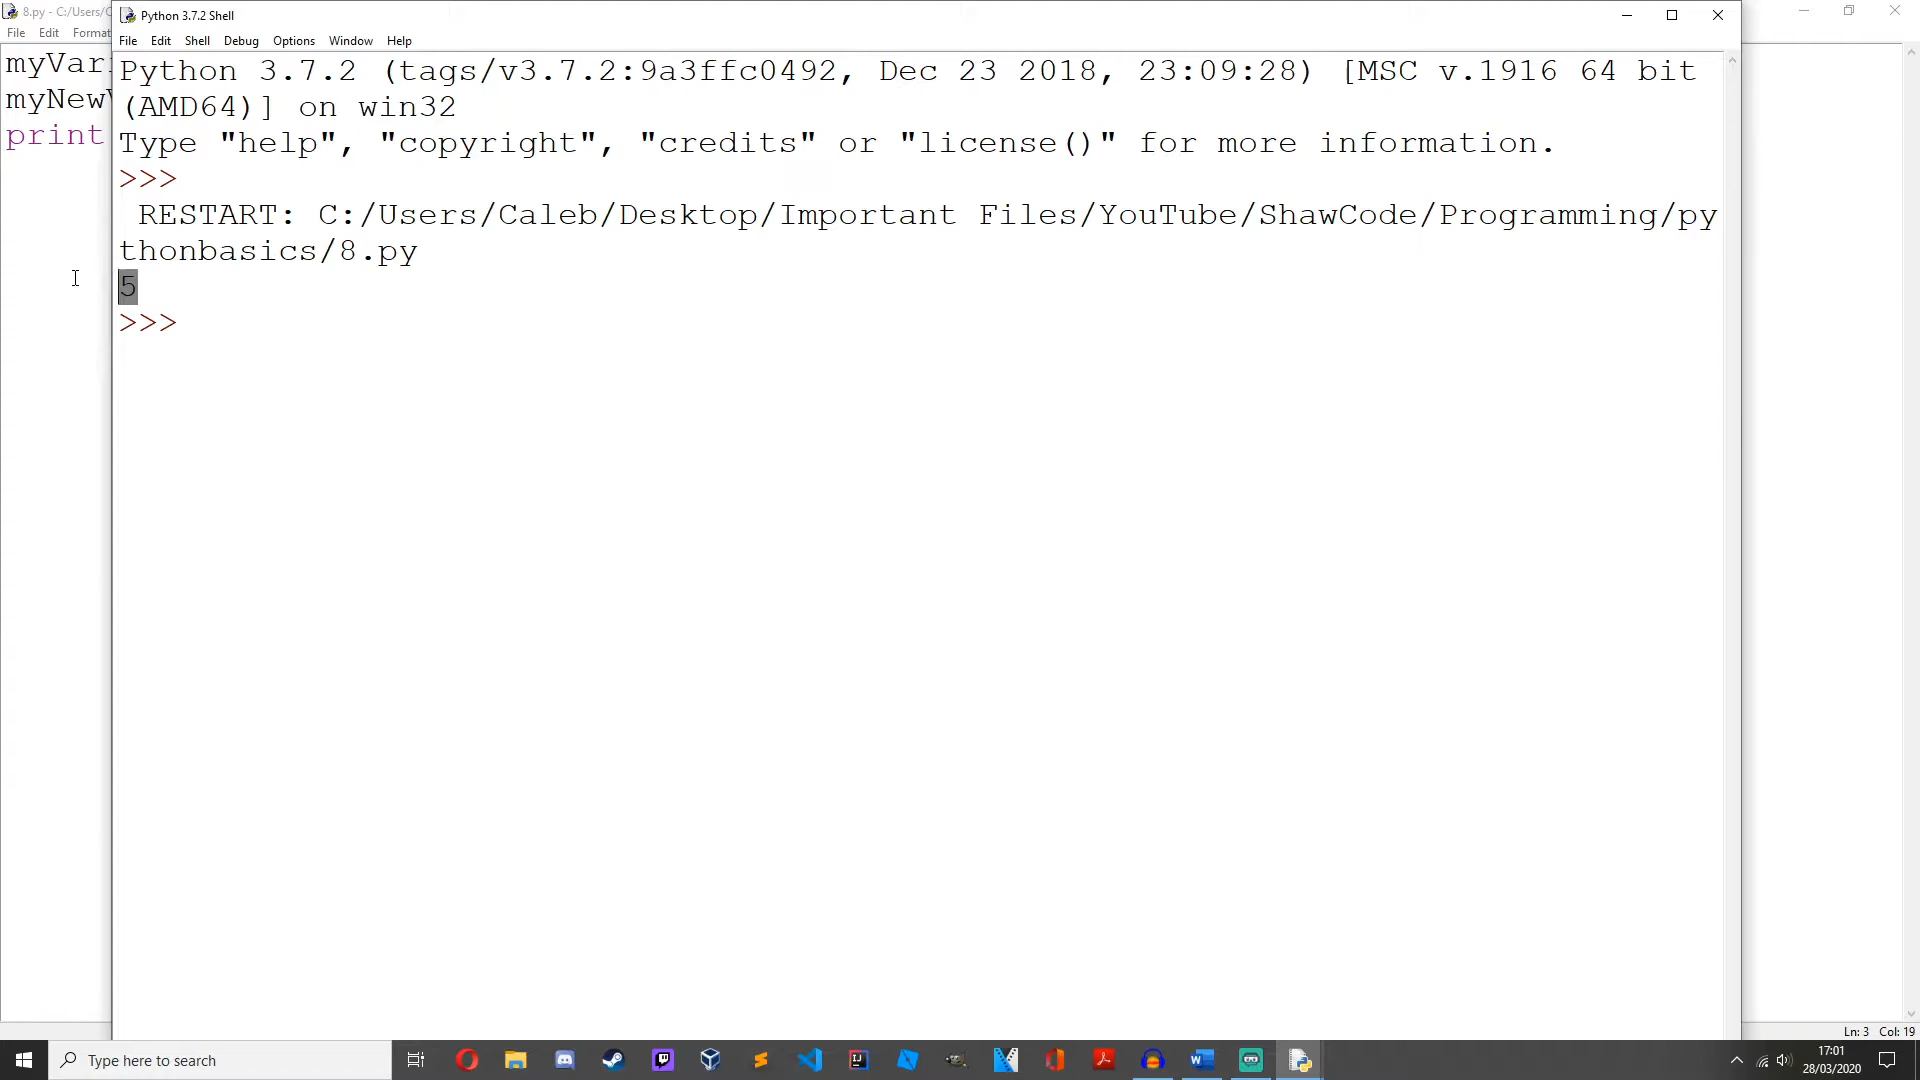 8.py - C:/Users/C
Python 3.7.2 Shell
File Edit Format
File Edit Shell Debug Options Window Help
myVari
myNewV
print
Python 3.7.2 (tags/v3.7.2:9a3ffc0492, Dec 23 2018, 23:09:28) [MSC v.1916 64 bit
(AMD64)] on win32
Type "help", "copyright", "credits" or "license()" for more information.
>>>
RESTART: C:/Users/Caleb/Desktop/Important Files/YouTube/ShawCode/Programming/py
thonbasics/8.py
5
>>>
Ln: 3 Col: 19
Type here to search
17:01
28/03/2020